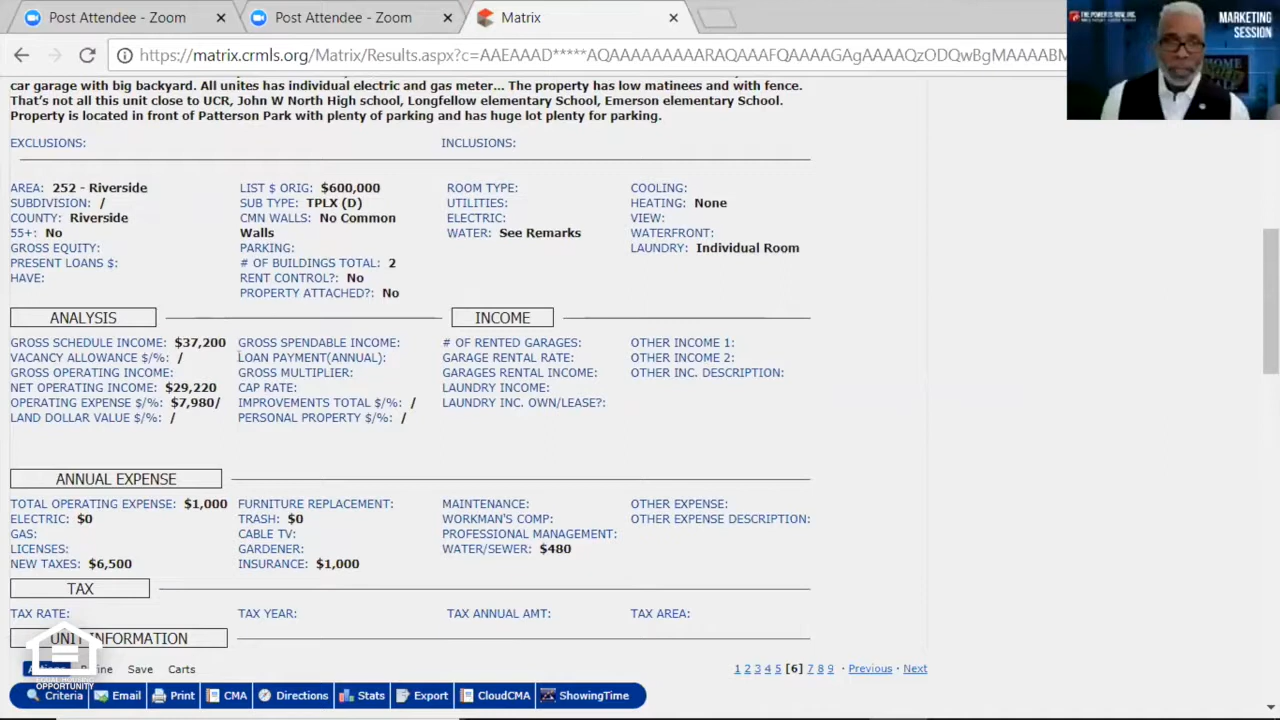 Post Attendee - Zoom
Post Attendee - Zoom
Matrix
https://matrix.crmls.org/Matrix/Results.aspx?c=AAEAAAD*****AQAAAAAAAAARAQAAAFQAAAAGAgAAAAQzODQwBgMAAAABM
THE POWER IS NOW, INC.
MARKETING
SESSION
car garage with big backyard. All unites has individual electric and gas meter... The property has low matinees and with fence.
That's not all this unit close to UCR, John W North High school, Longfellow elementary School, Emerson elementary School.
Property is located in front of Patterson Park with plenty of parking and has huge lot plenty for parking.
EXCLUSIONS: INCLUSIONS:
AREA: 252 - Riverside LIST $ ORIG: $600,000 ROOM TYPE: COOLING:
SUBDIVISION: / SUB TYPE: TPLX (D) UTILITIES: HEATING: None
COUNTY: Riverside CMN WALLS: No Common ELECTRIC: VIEW:
55+: No Walls WATER: See Remarks WATERFRONT:
GROSS EQUITY: PARKING: LAUNDRY: Individual Room
PRESENT LOANS $: # OF BUILDINGS TOTAL: 2
HAVE: RENT CONTROL?: No
PROPERTY ATTACHED?: No
ANALYSIS INCOME
GROSS SCHEDULE INCOME: $37,200 GROSS SPENDABLE INCOME: # OF RENTED GARAGES: OTHER INCOME 1:
VACANCY ALLOWANCE $/%: / LOAN PAYMENT(ANNUAL): GARAGE RENTAL RATE: OTHER INCOME 2:
GROSS OPERATING INCOME: GROSS MULTIPLIER: GARAGES RENTAL INCOME: OTHER INC. DESCRIPTION:
NET OPERATING INCOME: $29,220 CAP RATE: LAUNDRY INCOME:
OPERATING EXPENSE $/%: $7,980/ IMPROVEMENTS TOTAL $/%: / LAUNDRY INC. OWN/LEASE?:
LAND DOLLAR VALUE $/%: / PERSONAL PROPERTY $/%: /
ANNUAL EXPENSE
TOTAL OPERATING EXPENSE: $1,000 FURNITURE REPLACEMENT: MAINTENANCE: OTHER EXPENSE:
ELECTRIC: $0 TRASH: $0 WORKMAN'S COMP: OTHER EXPENSE DESCRIPTION:
GAS: CABLE TV: PROFESSIONAL MANAGEMENT:
LICENSES: GARDENER: WATER/SEWER: $480
NEW TAXES: $6,500 INSURANCE: $1,000
TAX
TAX RATE: TAX YEAR: TAX ANNUAL AMT: TAX AREA:
UNIT INFORMATION
Save Carts 1 2 3 4 5 [6] 7 8 9 · Previous · Next
EQUAL HOUSING
OPPORTUNITY
Criteria Email Print CMA Directions Stats Export CloudCMA ShowingTime